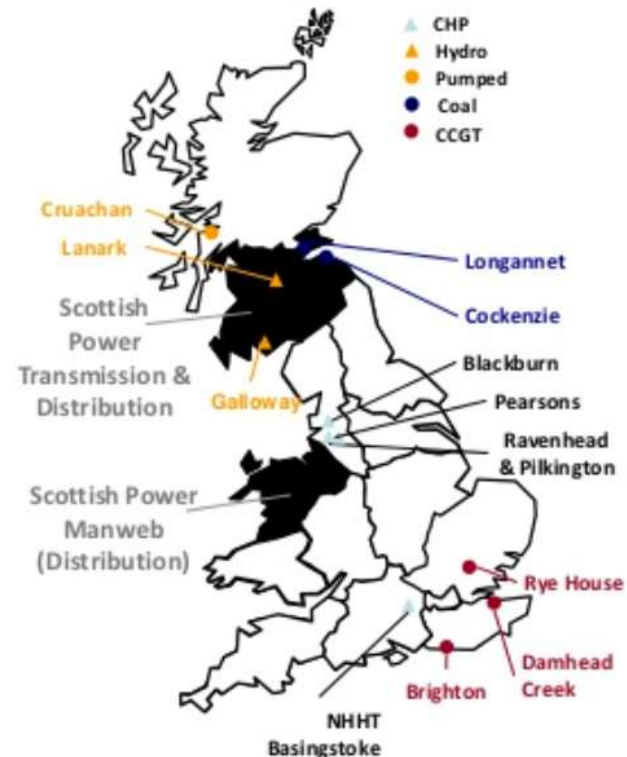 CHP
Hydro
Pumped
Coal
CCGT
Cruachan
Lanark
Longannet
Scottish
Power
Transmission &
Distribution
Cockenzie
Blackburn
Galloway
Pearsons
Ravenhead
& Pilkington
Scottish Power
Manweb
(Distribution)
Rye House
Damhead
Creek
Brighton
NHHT
Basingstoke